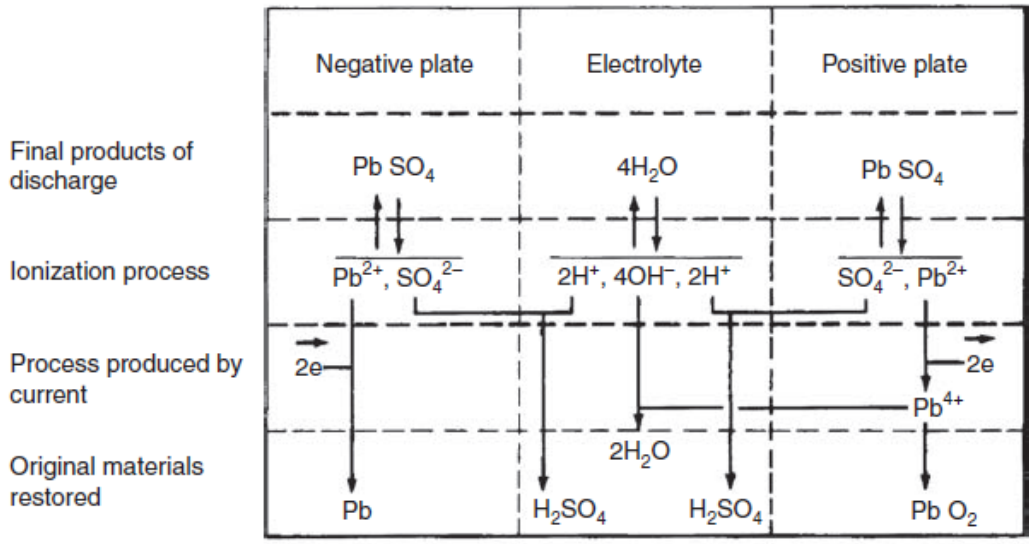 Negative plate Electrolyte Positive plate
Final products of
discharge
Pb SO₄ 4H₂O Pb SO₄
Ionization process
Pb²⁺, SO₄²⁻ 2H⁺, 4OH⁻, 2H⁺ SO₄²⁻, Pb²⁺
Process produced by
current
2e 2e
Pb⁴⁺
Original materials
restored
2H₂O
Pb H₂SO₄ H₂SO₄ Pb O₂